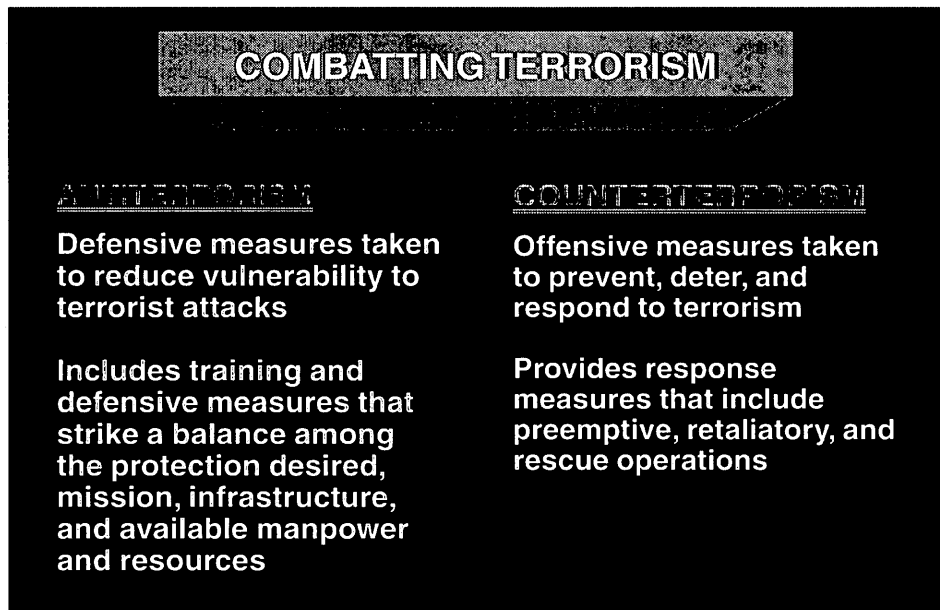 COMBATTING TERRORISM
ANTITERRORISM
Defensive measures taken
to reduce vulnerability to
terrorist attacks
Includes training and
defensive measures that
strike a balance among
the protection desired,
mission, infrastructure,
and available manpower
and resources
COUNTERTERRORISM
Offensive measures taken
to prevent, deter, and
respond to terrorism
Provides response
measures that include
preemptive, retaliatory, and
rescue operations